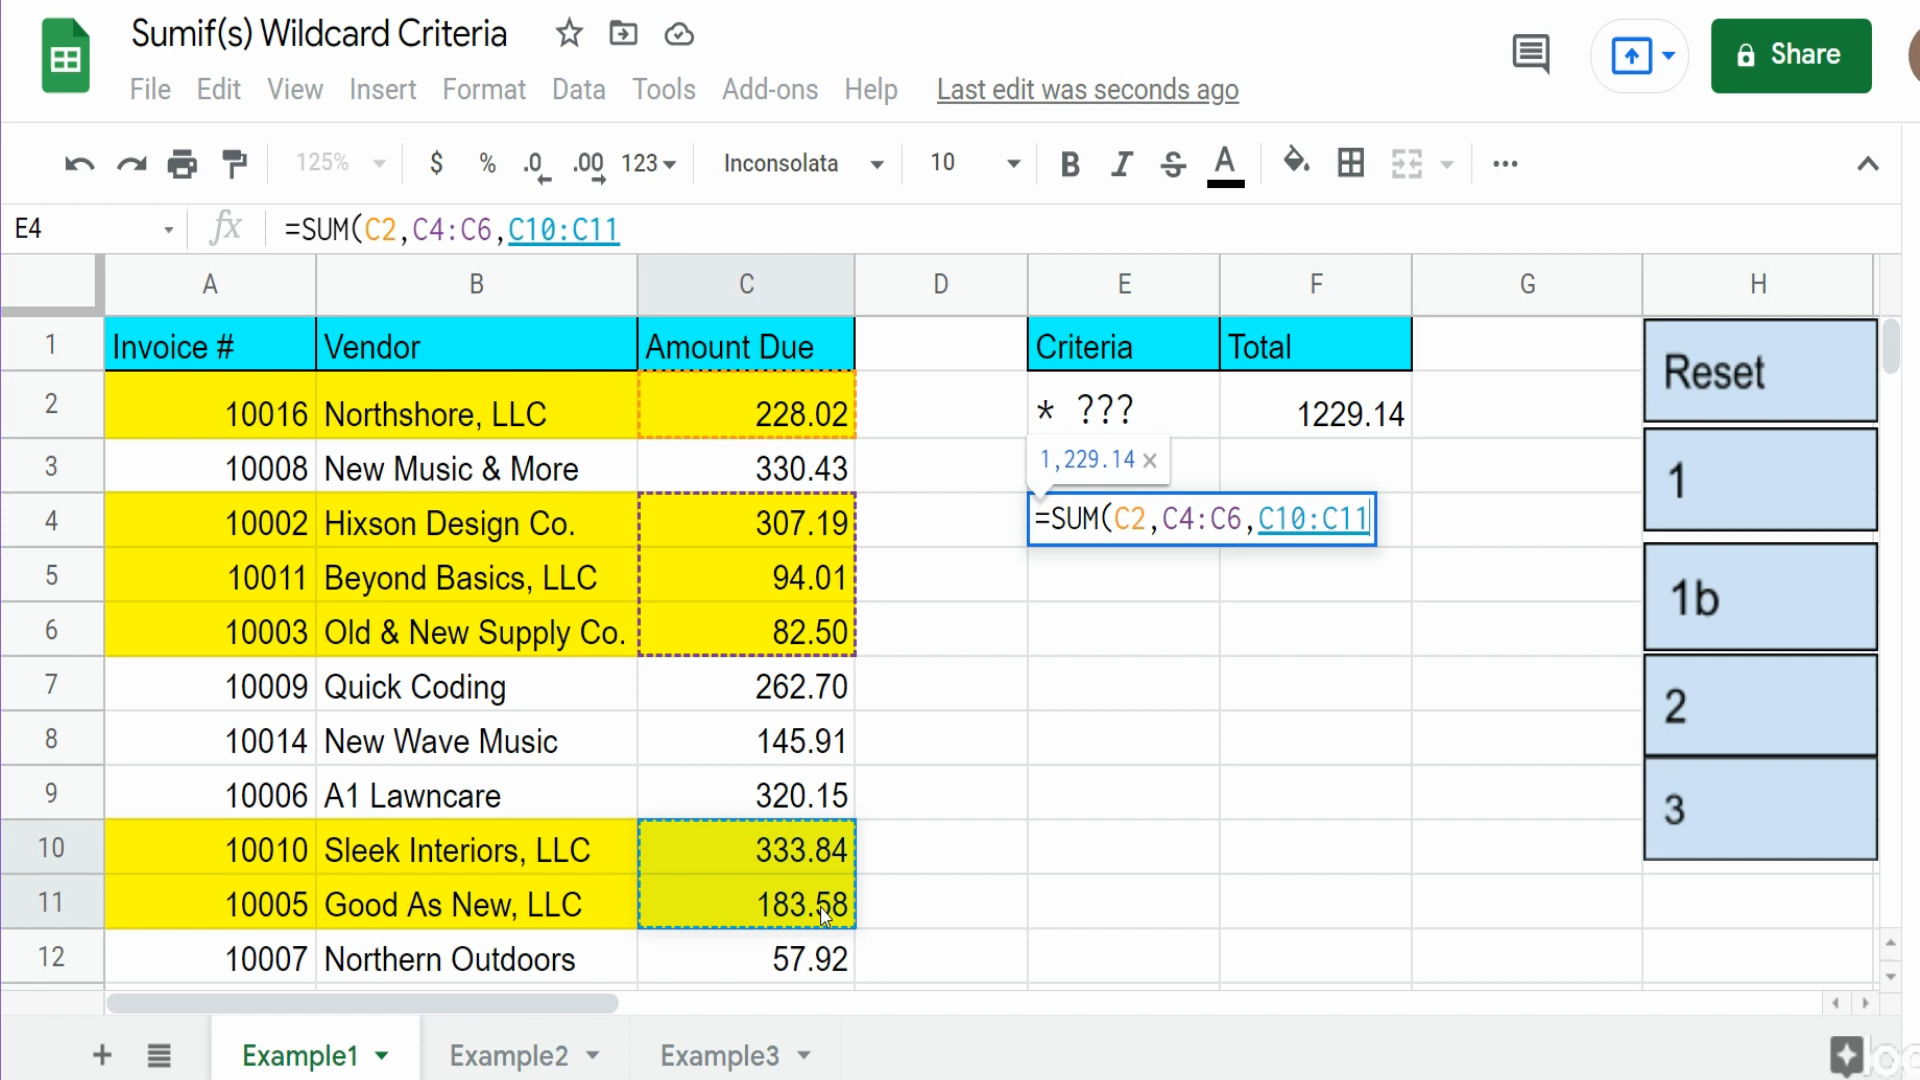 Sumif(s) Wildcard Criteria
File Edit View Insert Format Data Tools Add-ons Help Last edit was seconds ago
Share
125% $ % .0 .00 123 Inconsolata 10 B I S A
E4 fx =SUM(C2,C4:C6,C10:C11
A B C D E F G H
1 Invoice # Vendor Amount Due Criteria Total Reset
2 10016 Northshore, LLC 228.02 * ??? 1229.14
3 10008 New Music & More 330.43 1,229.14 × 1
4 10002 Hixson Design Co. 307.19 =SUM(C2,C4:C6,C10:C11
5 10011 Beyond Basics, LLC 94.01 1b
6 10003 Old & New Supply Co. 82.50
7 10009 Quick Coding 262.70 2
8 10014 New Wave Music 145.91
9 10006 A1 Lawncare 320.15 3
10 10010 Sleek Interiors, LLC 333.84
11 10005 Good As New, LLC 183.58
12 10007 Northern Outdoors 57.92
Example1 Example2 Example3